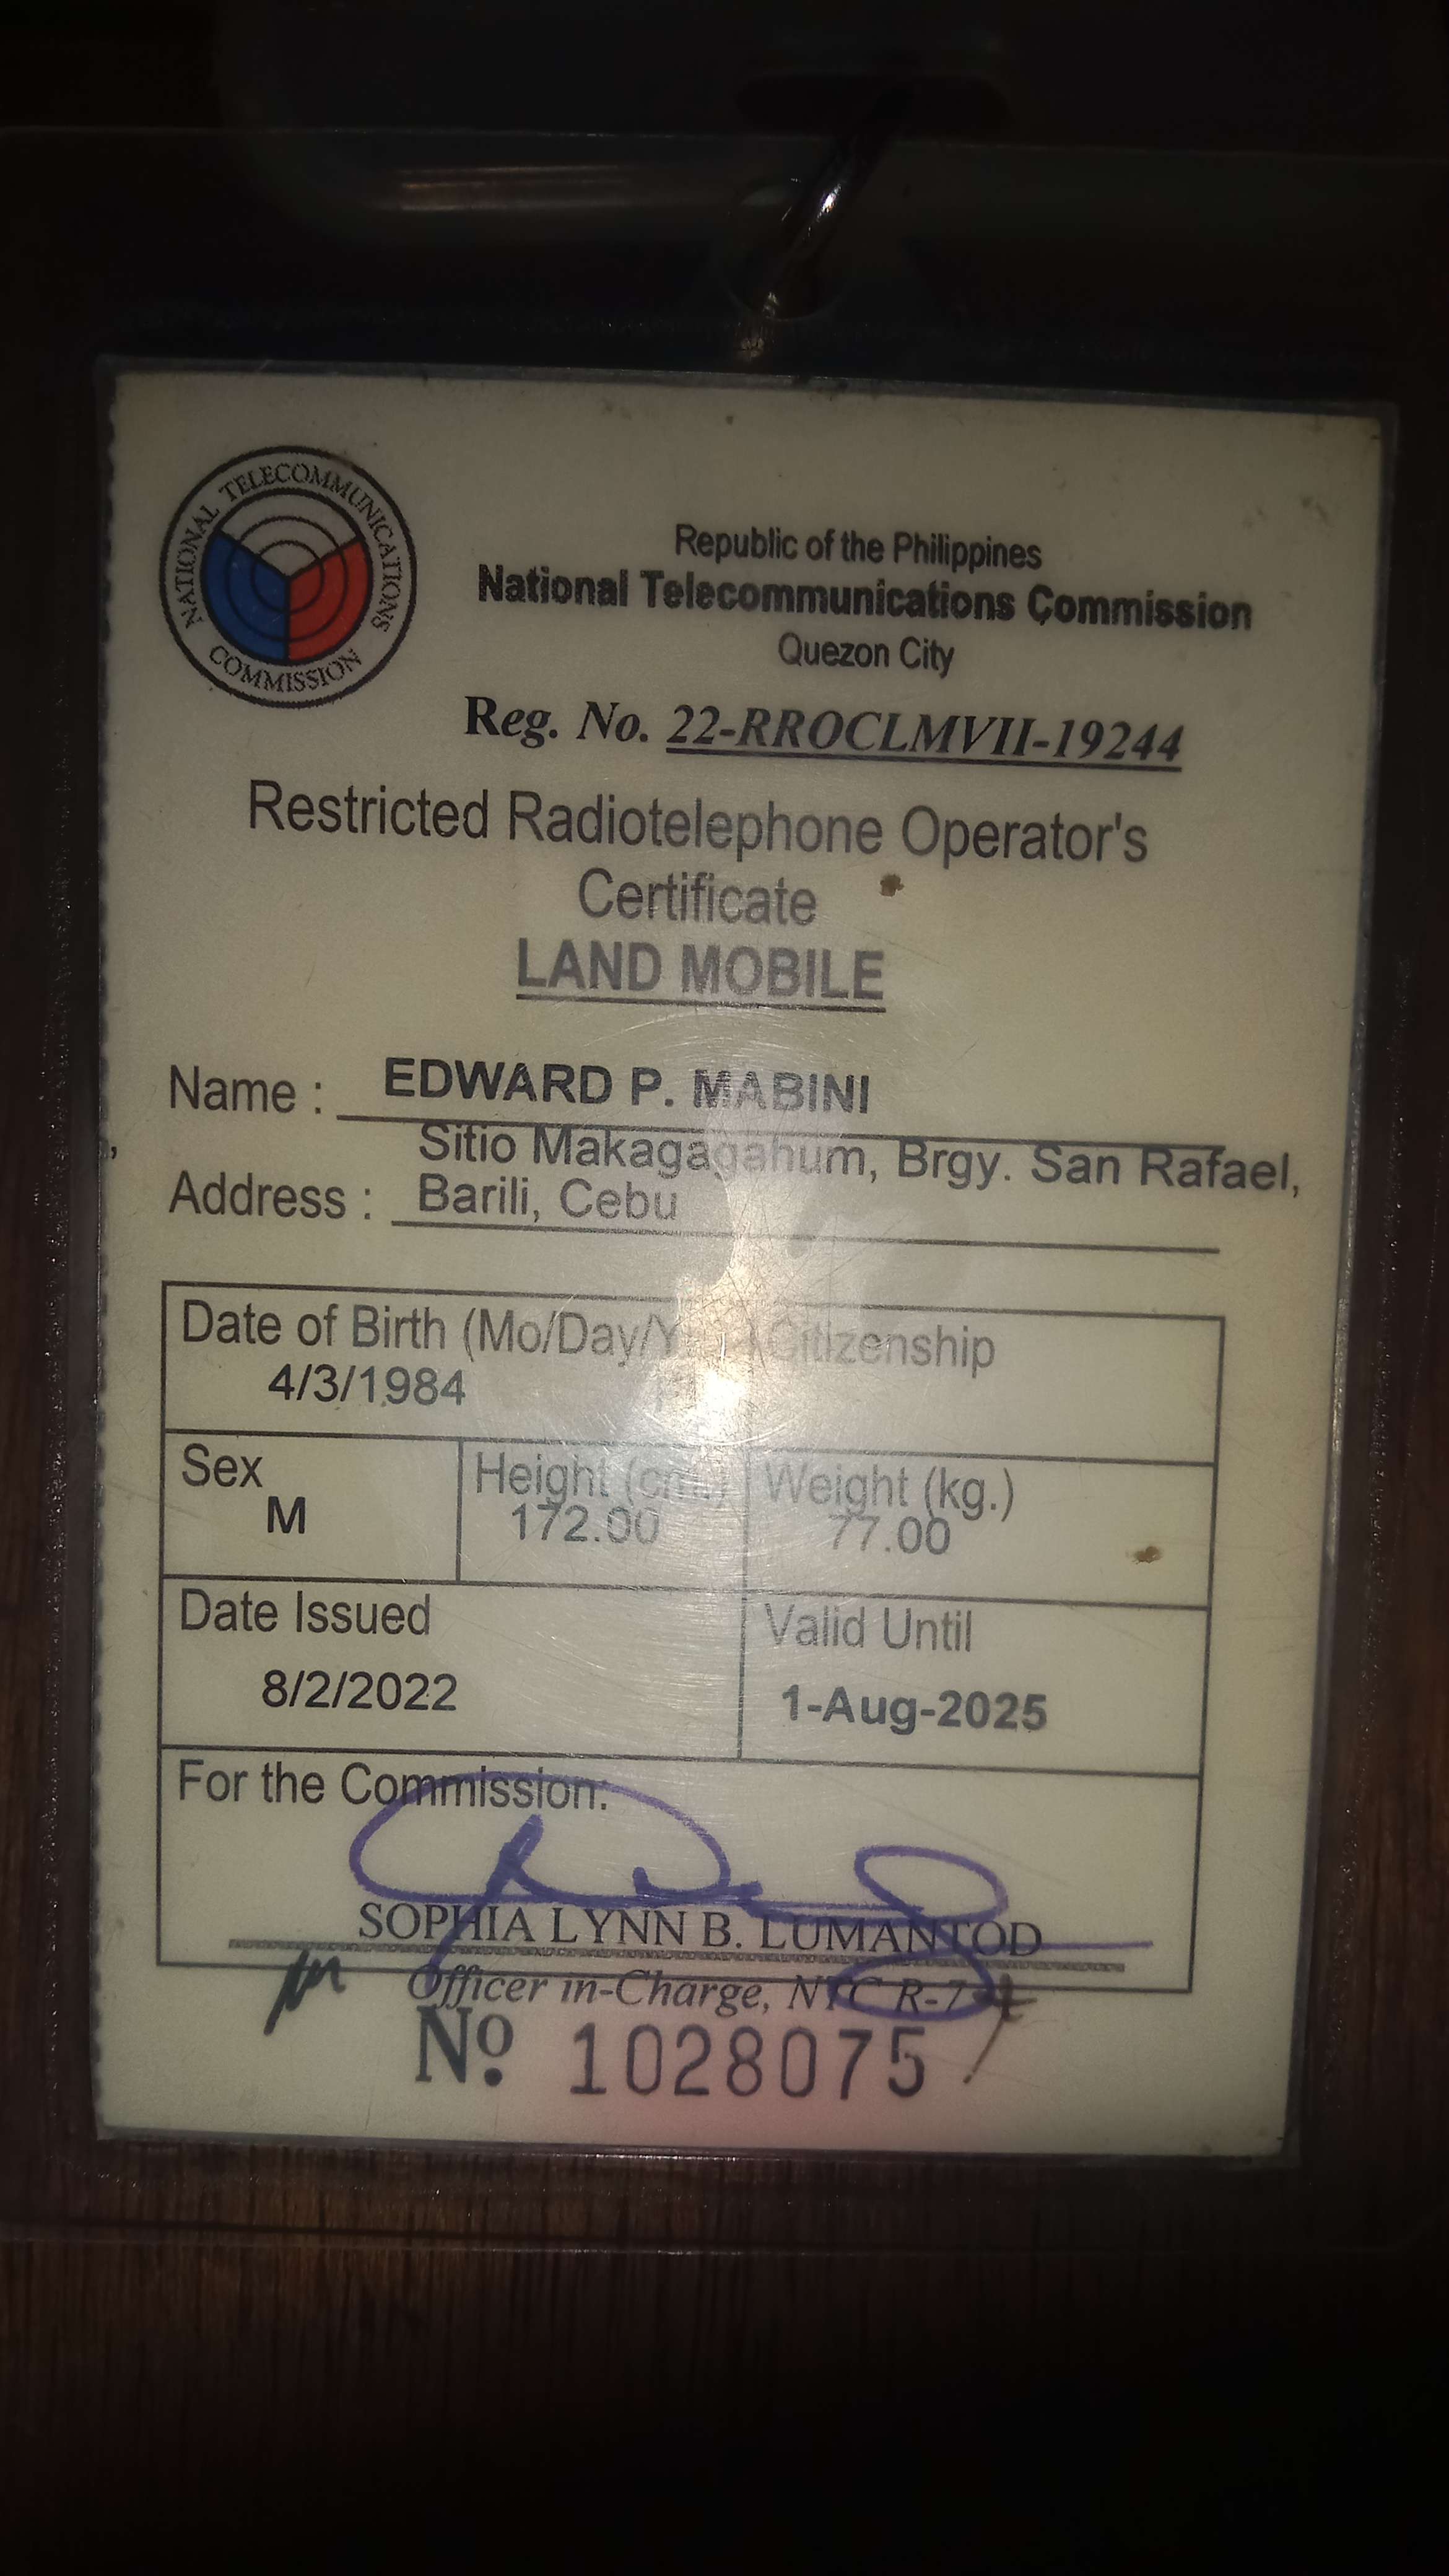 NATIONAL TELECOMMUNICATIONS
COMMISSION
Republic of the Philippines
National Telecommunications Commission
Quezon City
Reg. No. 22-RROCLMVII-19244
Restricted Radiotelephone Operator's
Certificate
LAND MOBILE
Name : EDWARD P. MABINI
Sitio Makagagahum, Brgy. San Rafael,
Address : Barili, Cebu
Date of Birth (Mo/Day/ Citizenship
4/3/1984
Sex Height (cm.) Weight (kg.)
M 172.00 77.00
Date Issued Valid Until
8/2/2022 1-Aug-2025
For the Commission:
SOPHIA LYNN B. LUMANTOD
Officer in-Charge, NTC R-7
Nº 1028075